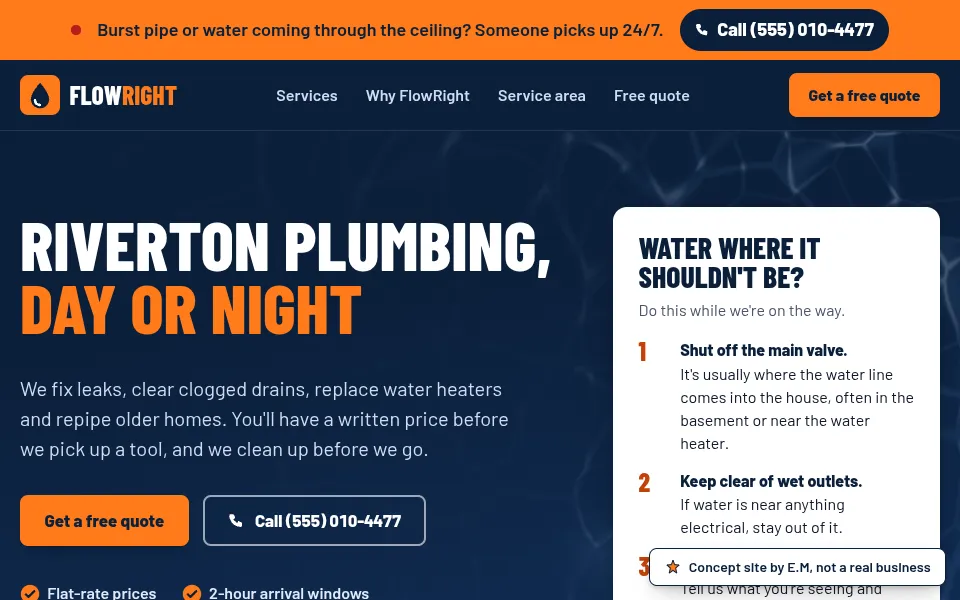 Burst pipe or water coming through the ceiling? Someone picks up 24/7.
Call (555) 010-4477
FLOWRIGHT
Services
Why FlowRight
Service area
Free quote
Get a free quote
RIVERTON PLUMBING,
DAY OR NIGHT
We fix leaks, clear clogged drains, replace water heaters
and repipe older homes. You'll have a written price before
we pick up a tool, and we clean up before we go.
Get a free quote
Call (555) 010-4477
Flat-rate prices
2-hour arrival windows
WATER WHERE IT
SHOULDN'T BE?
Do this while we're on the way.
1
Shut off the main valve.
It's usually where the water line
comes into the house, often in the
basement or near the water
heater.
2
Keep clear of wet outlets.
If water is near anything
electrical, stay out of it.
3
Concept site by E.M, not a real business
Tell us what you're seeing and